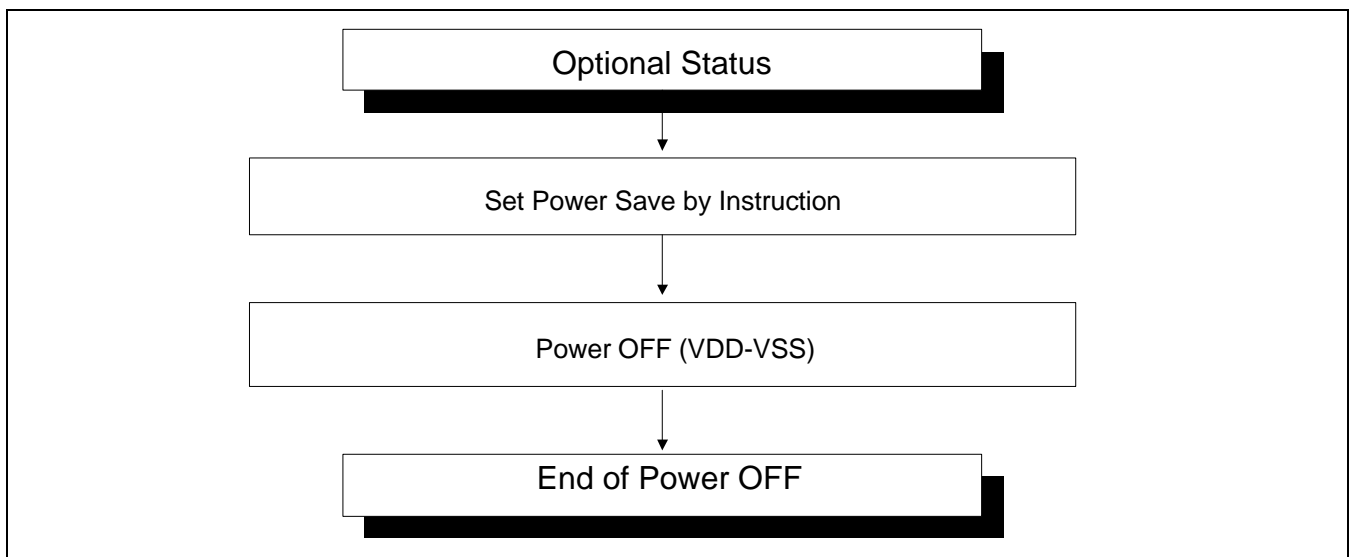 Optional Status
Set Power Save by Instruction
Power OFF (VDD-VSS)
End of Power OFF